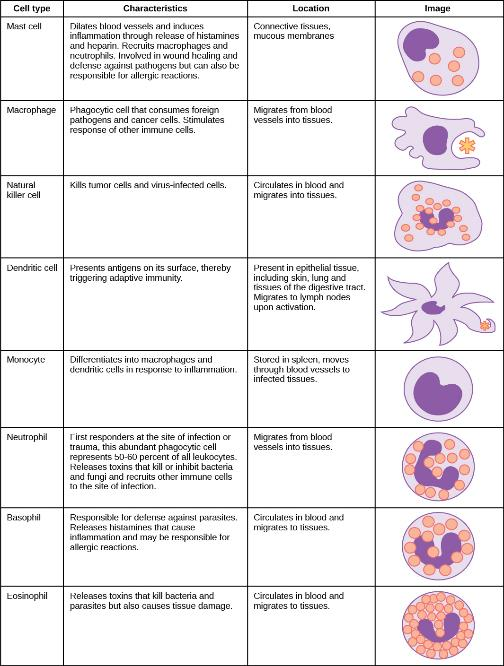 Cell type Characteristics Location Image
Mast cell
Dilates blood vessels and induces
inflammation through release of histamines
and heparin. Recruits macrophages and
neutrophils. Involved in wound healing and
defense against pathogens but can also be
responsible for allergic reactions.
Connective tissues,
mucous membranes
Macrophage
Phagocytic cell that consumes foreign
pathogens and cancer cells. Stimulates
response of other immune cells.
Migrates from blood
vessels into tissues.
Natural
killer cell
Kills tumor cells and virus-infected cells.
Circulates in blood and
migrates into tissues.
Dendritic cell
Presents antigens on its surface, thereby
triggering adaptive immunity.
Present in epithelial tissue,
including skin, lung and
tissues of the digestive tract.
Migrates to lymph nodes
upon activation.
Monocyte
Differentiates into macrophages and
dendritic cells in response to inflammation.
Stored in spleen, moves
through blood vessels to
infected tissues.
Neutrophil
First responders at the site of infection or
trauma, this abundant phagocytic cell
represents 50-60 percent of all leukocytes.
Releases toxins that kill or inhibit bacteria
and fungi and recruits other immune cells
to the site of infection.
Migrates from blood
vessels into tissues.
Basophil
Responsible for defense against parasites.
Releases histamines that cause
inflammation and may be responsible for
allergic reactions.
Circulates in blood and
migrates to tissues.
Eosinophil
Releases toxins that kill bacteria and
parasites but also causes tissue damage.
Circulates in blood and
migrates to tissues.